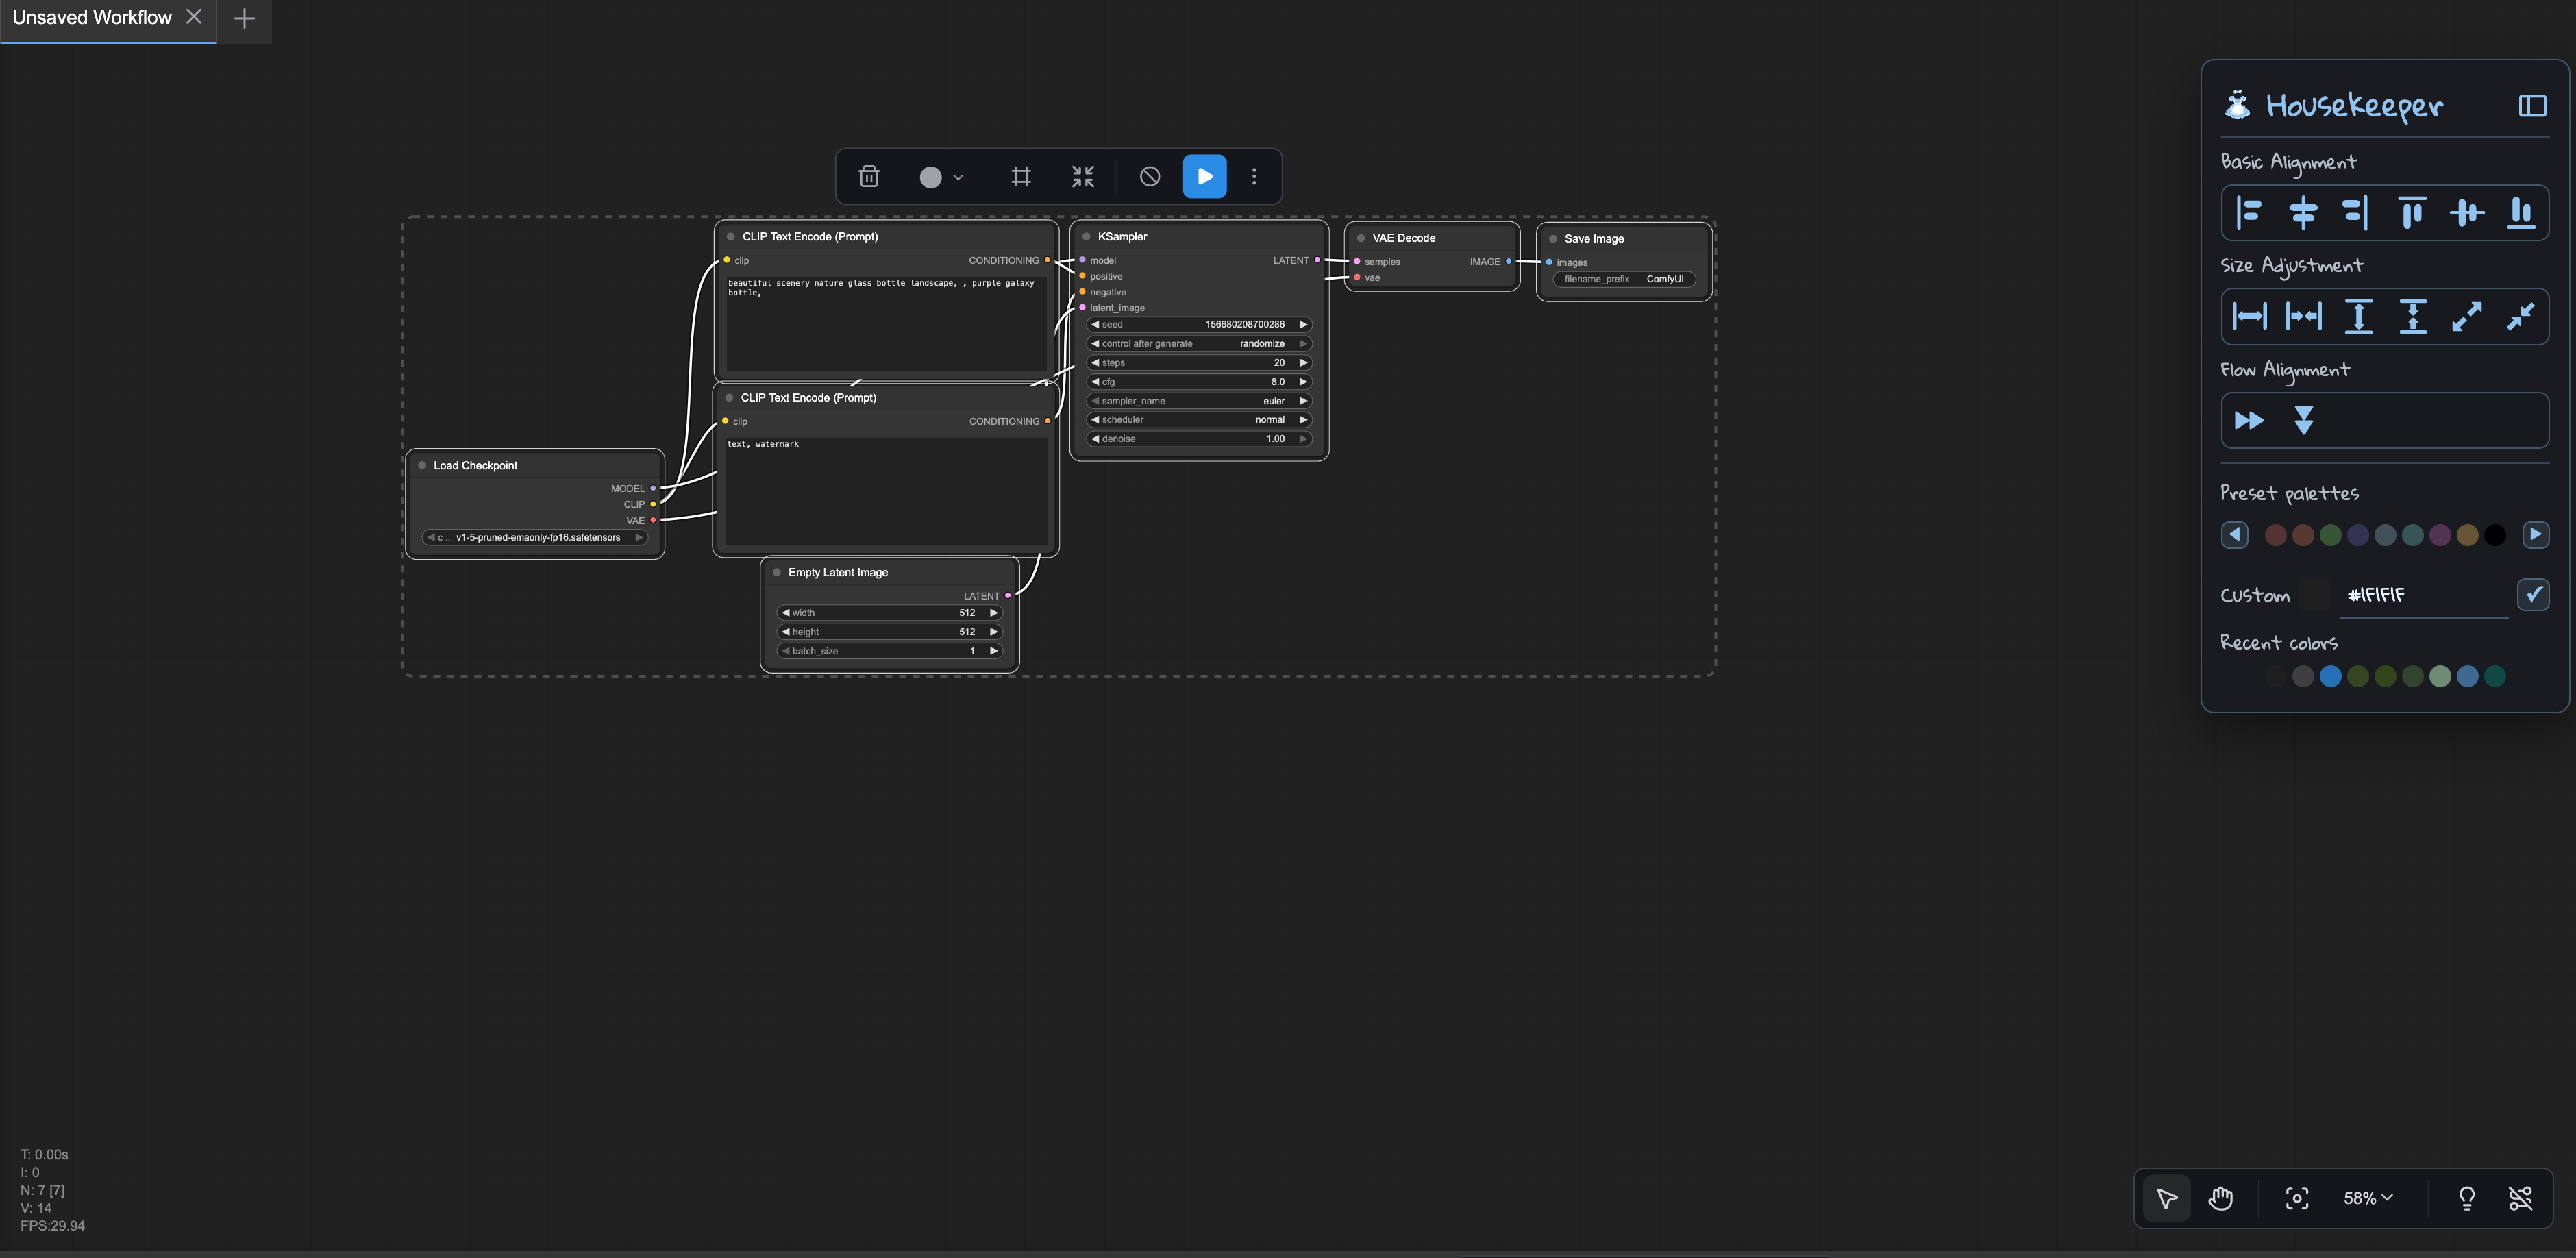 Unsaved Workflow
Housekeeper
Basic Alignment
Size Adjustment
Flow Alignment
Preset palettes
Custom #1F1F1F
Recent colors
CLIP Text Encode (Prompt)
clip CONDITIONING
beautiful scenery nature glass bottle landscape, , purple galaxy
bottle,
CLIP Text Encode (Prompt)
clip CONDITIONING
text, watermark
Load Checkpoint
MODEL
CLIP
VAE
c ... v1-5-pruned-emaonly-fp16.safetensors
Empty Latent Image
LATENT
width 512
height 512
batch_size 1
KSampler
model LATENT
positive
negative
latent_image
seed 156680208700286
control after generate randomize
steps 20
cfg 8.0
sampler_name euler
scheduler normal
denoise 1.00
VAE Decode
samples IMAGE
vae
Save Image
images
filename_prefix ComfyUI
T: 0.00s
I: 0
N: 7 [7]
V: 14
FPS:29.94
58%